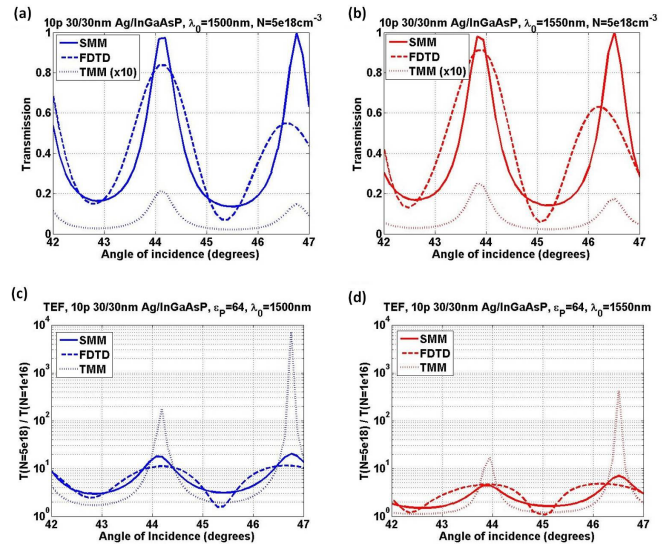 (a)
10p 30/30nm Ag/InGaAsP, λ₀=1500nm, N=5e18cm⁻³
SMM
FDTD
TMM (x10)
Transmission
1
0.8
0.6
0.4
0.2
0
42 43 44 45 46 47
Angle of incidence (degrees)
(b)
10p 30/30nm Ag/InGaAsP, λ₀=1550nm, N=5e18cm⁻³
SMM
FDTD
TMM (x10)
Transmission
1
0.8
0.6
0.4
0.2
0
42 43 44 45 46 47
Angle of incidence (degrees)
(c)
TEF, 10p 30/30nm Ag/InGaAsP, εₚ=64, λ₀=1500nm
SMM
FDTD
TMM
T(N=5e18) / T(N=1e16)
10⁴
10³
10²
10¹
10⁰
42 43 44 45 46 47
Angle of Incidence (degrees)
(d)
TEF, 10p 30/30nm Ag/InGaAsP, εₚ=64, λ₀=1550nm
SMM
FDTD
TMM
T(N=5e18) / T(N=1e16)
10⁴
10³
10²
10¹
10⁰
42 43 44 45 46 47
Angle of incidence (degrees)